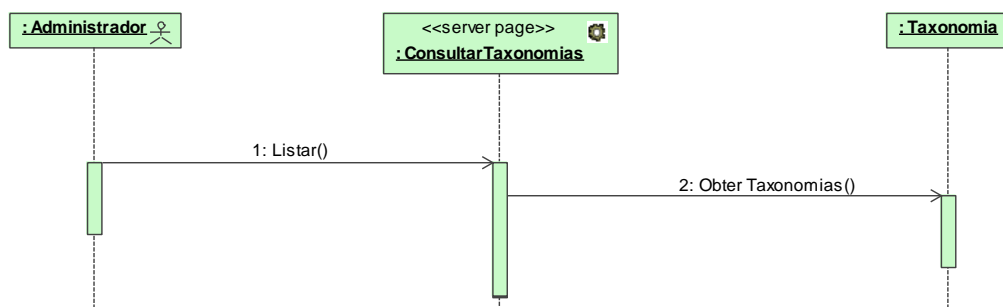 : Administrador
<<server page>>
: ConsultarTaxonomias
: Taxonomia
1: Listar()
2: Obter Taxonomias()